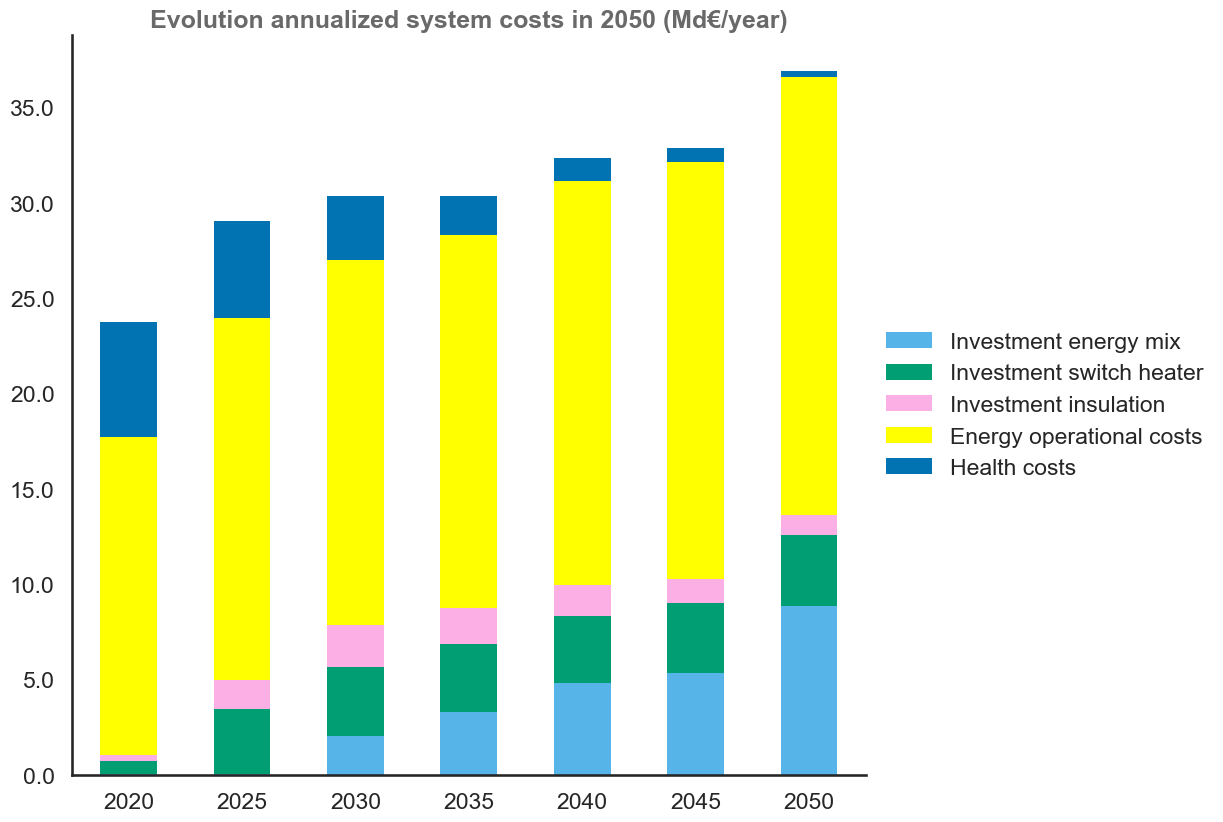 Evolution annualized system costs in 2050 (Md€/year)
35.0
30.0
25.0
20.0
15.0
10.0
5.0
0.0
2020 2025 2030 2035 2040 2045 2050
Investment energy mix
Investment switch heater
Investment insulation
Energy operational costs
Health costs